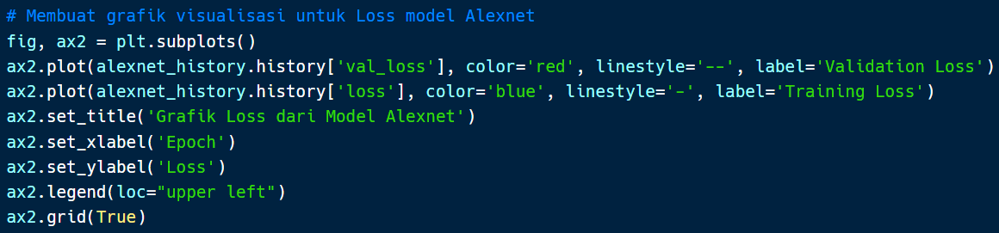 # Membuat grafik visualisasi untuk Loss model Alexnet
fig, ax2 = plt.subplots()
ax2.plot(alexnet_history.history['val_loss'], color='red', linestyle='--', label='Validation Loss')
ax2.plot(alexnet_history.history['loss'], color='blue', linestyle='-', label='Training Loss')
ax2.set_title('Grafik Loss dari Model Alexnet')
ax2.set_xlabel('Epoch')
ax2.set_ylabel('Loss')
ax2.legend(loc="upper left")
ax2.grid(True)